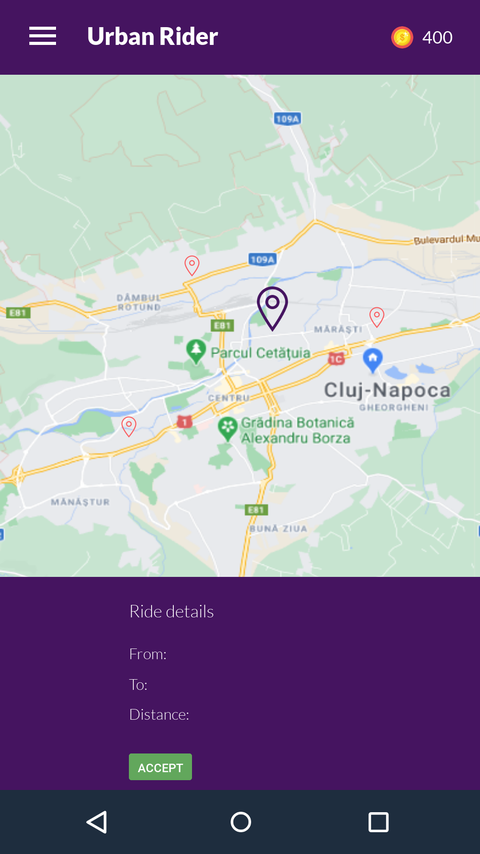 Urban Rider
400
109A
Bulevardul Mu
109A
DÂMBUL
ROTUND
E81
E81
MĂRĂȘTI
Parcul Cetățuia
1C
Cluj-Napoca
CENTRU
GHEORGHENI
1
Grădina Botanică
Alexandru Borza
MĂNĂȘTUR
E81
BUNĂ ZIUA
Ride details
From:
To:
Distance:
ACCEPT